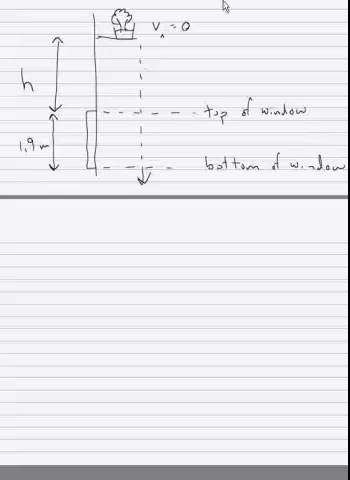 v₀ = 0
h
top of window
1.9 m
bottom of window